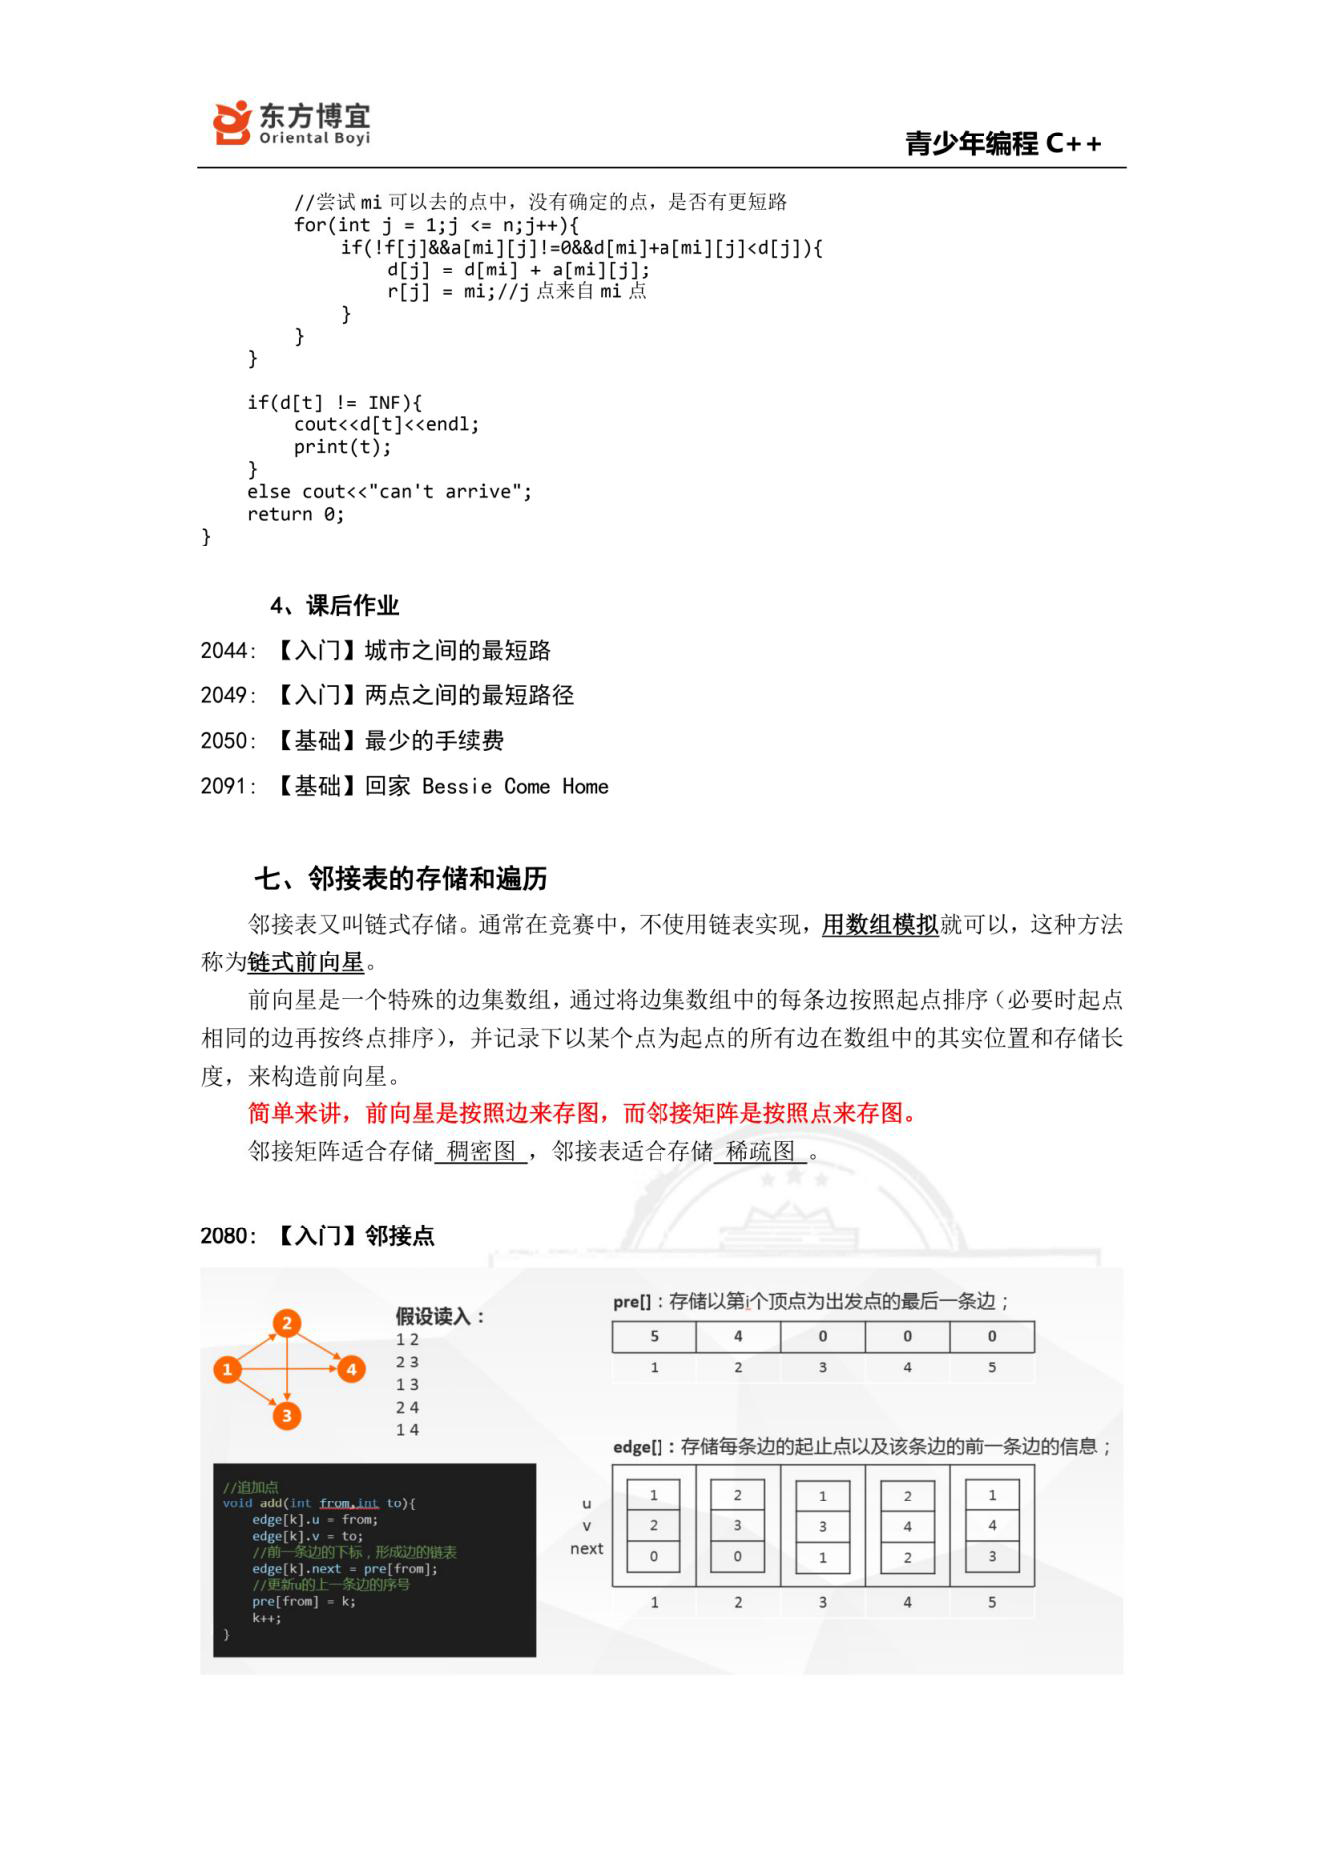 东方博宜
Oriental Boyi
青少年编程 C++
//尝试 mi 可以去的点中，没有确定的点，是否有更短路
for(int j = 1;j <= n;j++){
if(!f[j]&&a[mi][j]!=0&&d[mi]+a[mi][j]<d[j]){
d[j] = d[mi] + a[mi][j];
r[j] = mi;//j 点来自 mi 点
}
}
}
if(d[t] != INF){
cout<<d[t]<<endl;
print(t);
}
else cout<<"can't arrive";
return 0;
}
4、课后作业
2044: 【入门】城市之间的最短路
2049: 【入门】两点之间的最短路径
2050: 【基础】最少的手续费
2091: 【基础】回家 Bessie Come Home
七、邻接表的存储和遍历
邻接表又叫链式存储。通常在竞赛中，不使用链表实现，用数组模拟就可以，这种方法
称为链式前向星。
前向星是一个特殊的边集数组，通过将边集数组中的每条边按照起点排序（必要时起点
相同的边再按终点排序），并记录下以某个点为起点的所有边在数组中的其实位置和存储长
度，来构造前向星。
简单来讲，前向星是按照边来存图，而邻接矩阵是按照点来存图。
邻接矩阵适合存储 稠密图 ，邻接表适合存储 稀疏图 。
2080: 【入门】邻接点
2
1
4
3
假设读入：
1 2
2 3
1 3
2 4
1 4
pre[]：存储以第i个顶点为出发点的最后一条边；
5 4 0 0 0
1 2 3 4 5
edge[]：存储每条边的起止点以及该条边的前一条边的信息；
u 1 2 1 2 1
v 2 3 3 4 4
next 0 0 1 2 3
1 2 3 4 5
//追加点
void add(int from,int to){
edge[k].u = from;
edge[k].v = to;
//前一条边的下标，形成边的链表
edge[k].next = pre[from];
//更新u的上一条边的序号
pre[from] = k;
k++;
}